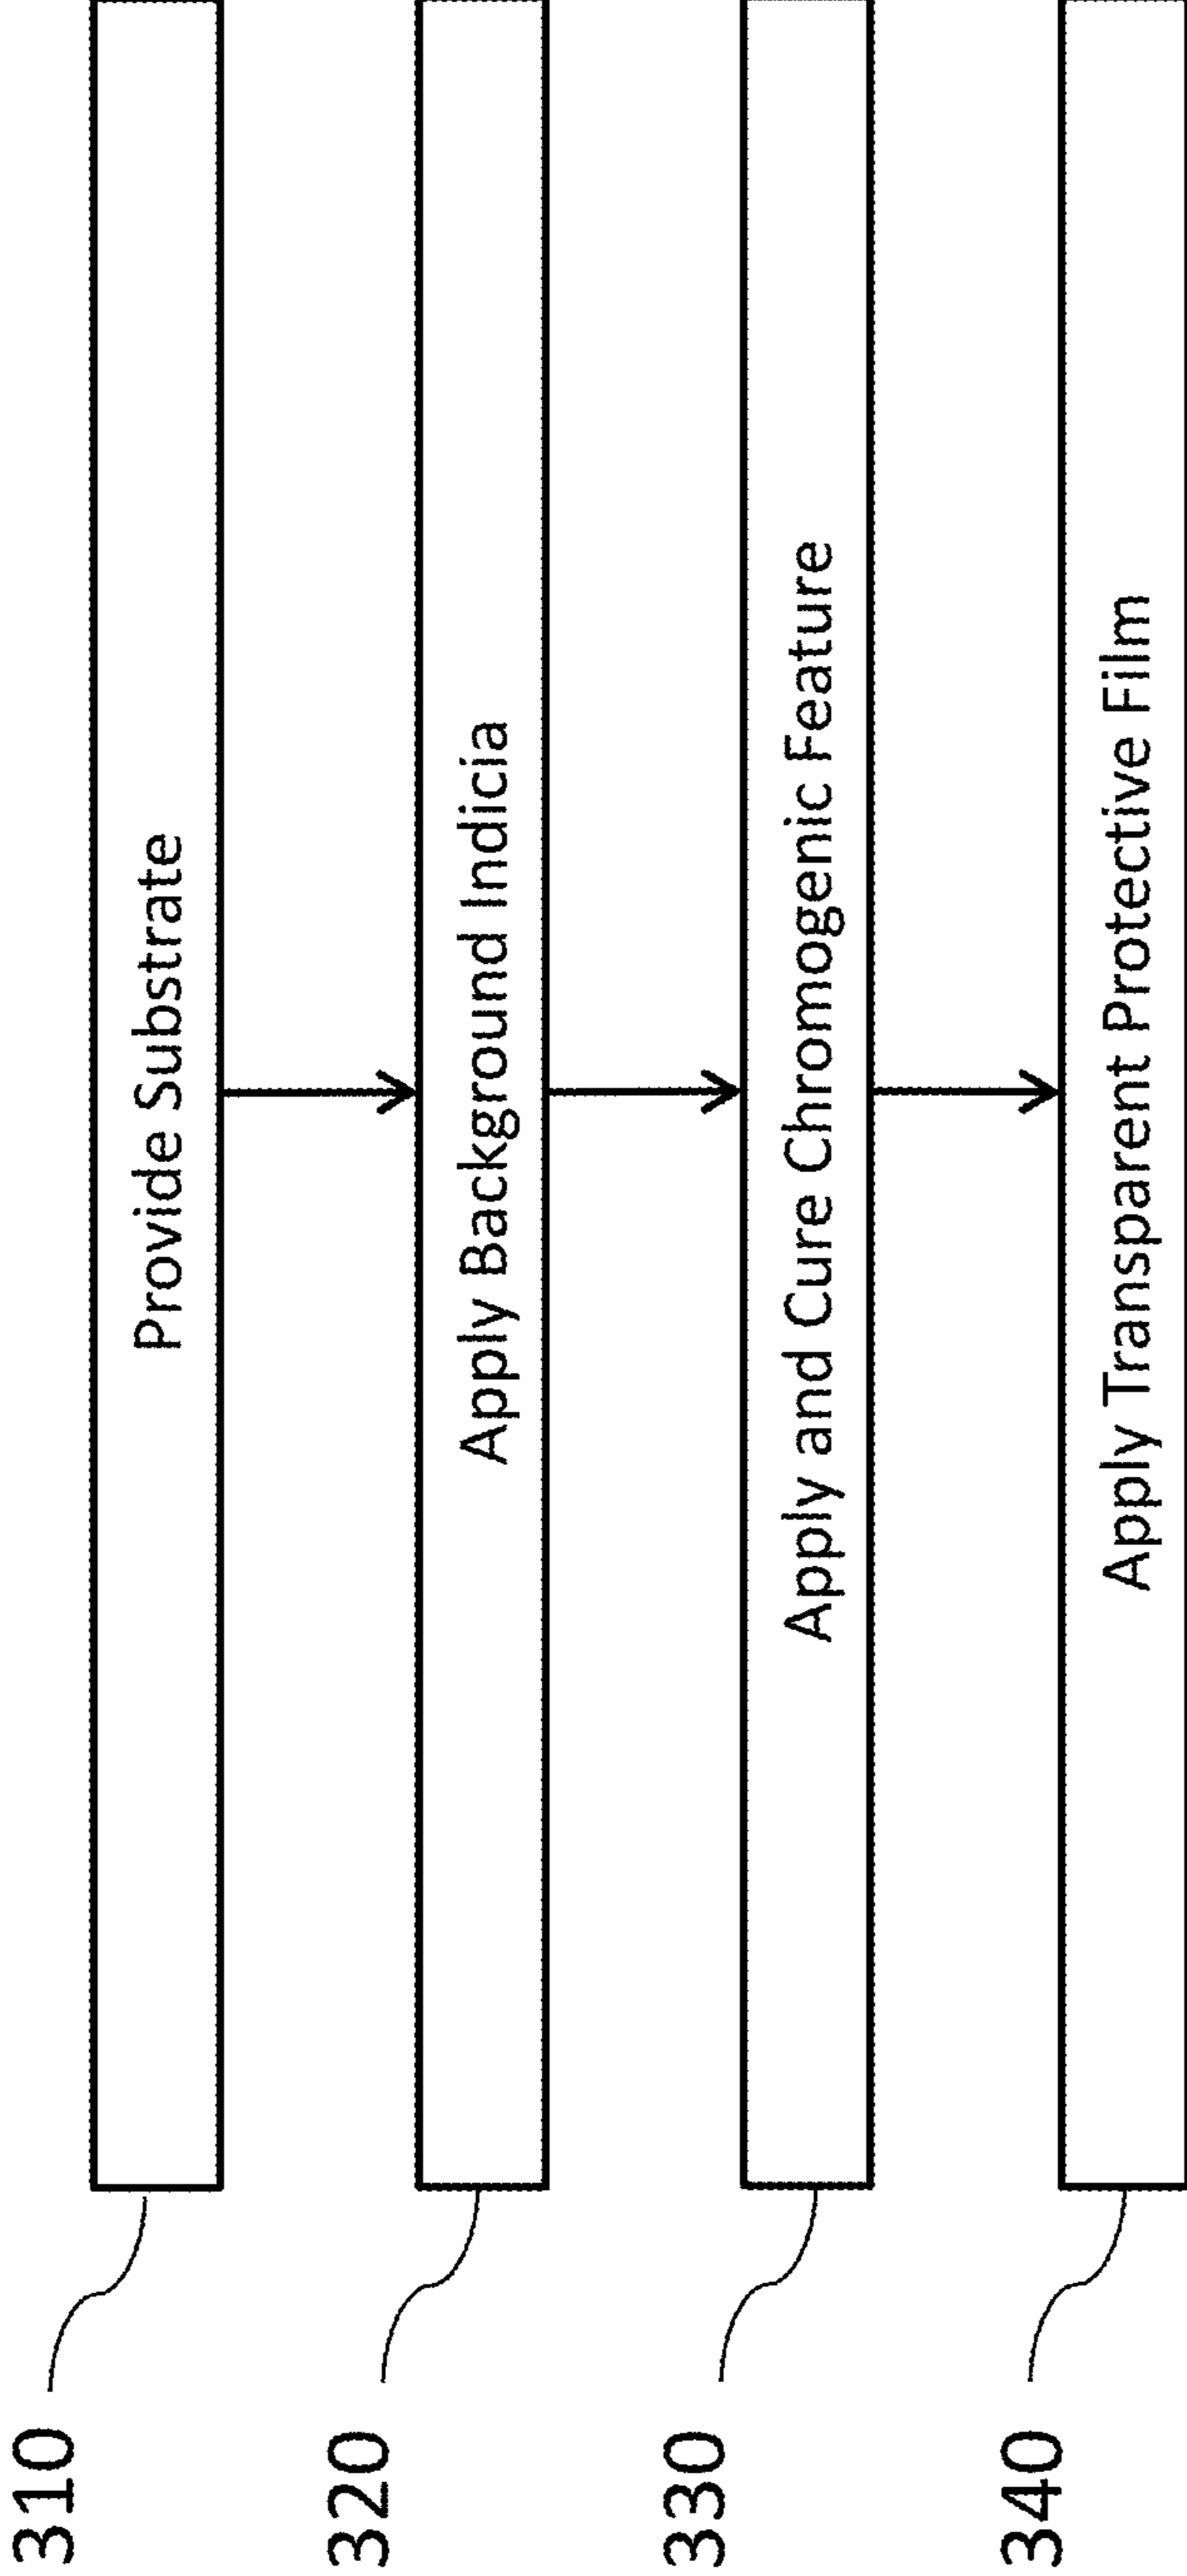 310
Provide Substrate
320
Apply Background Indicia
330
Apply and Cure Chromogenic Feature
340
Apply Transparent Protective Film